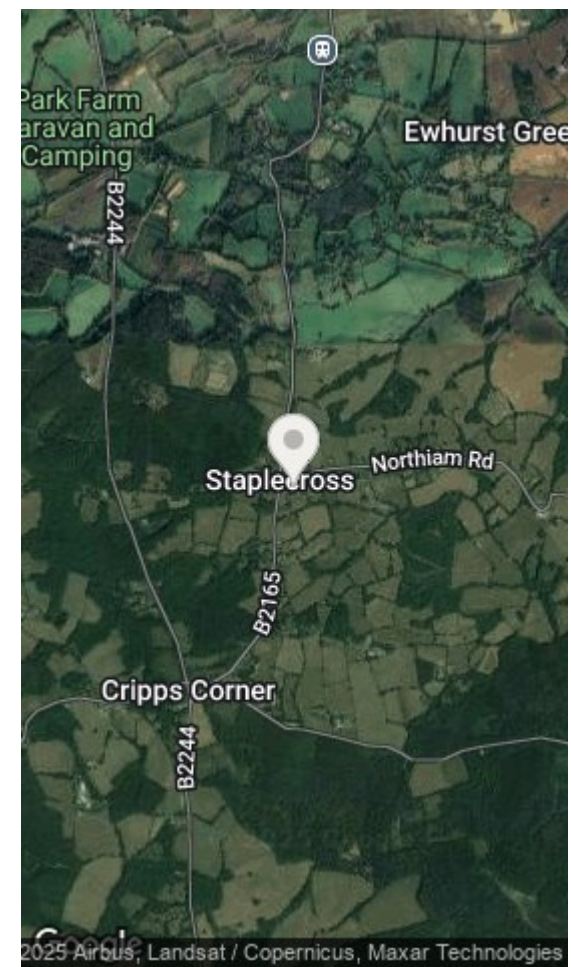 Park Farm
aravan and
Camping
Ewhurst Gree
B2244
Northiam Rd
Staplecross
B2165
Cripps Corner
B2244
Google
2025 Airbus, Landsat / Copernicus, Maxar Technologies